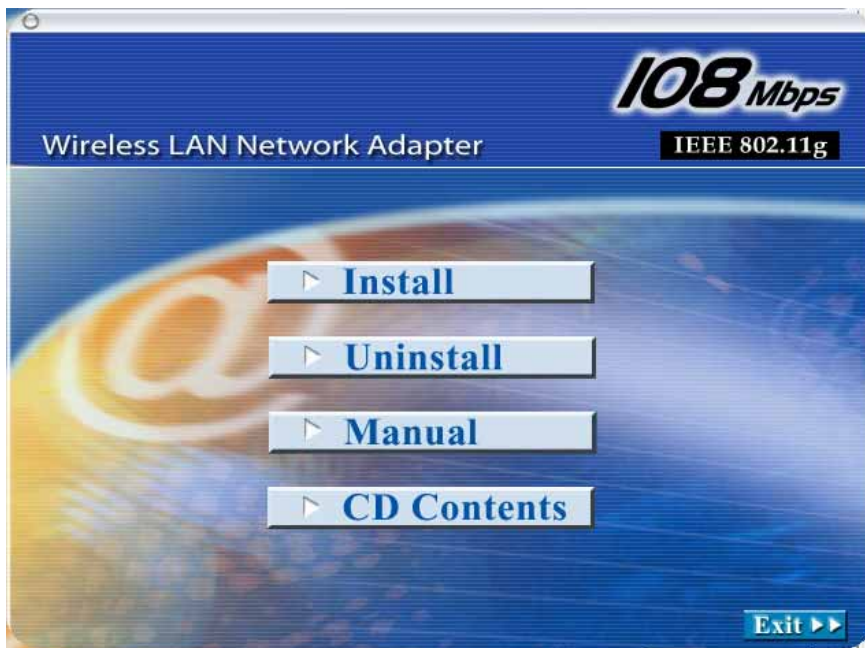 108 Mbps
Wireless LAN Network Adapter
IEEE 802.11g
Install
Uninstall
Manual
CD Contents
Exit